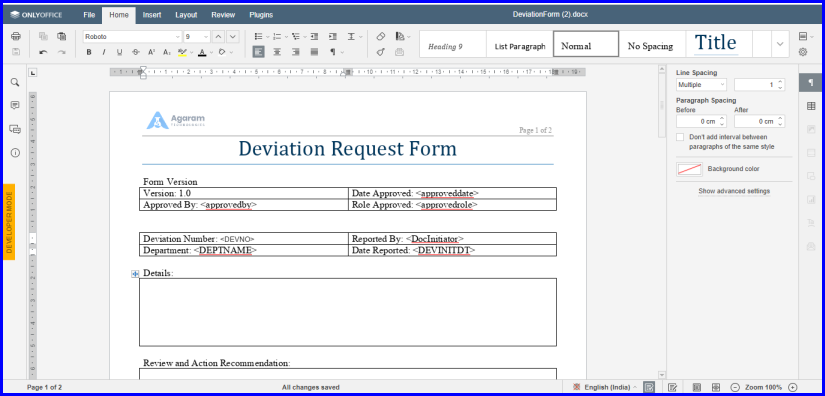 ONLYOFFICE File Home Insert Layout Review Plugins DeviationForm (2).docx
Roboto 9
B I U S A² A₂ A
Heading 9 List Paragraph Normal No Spacing Title
Line Spacing
Multiple 1
Paragraph Spacing
Before After
0 cm 0 cm
Don't add interval between
paragraphs of the same style
Background color
Show advanced settings
DEVELOPER MODE
Agaram
TECHNOLOGIES
Page 1 of 2
Deviation Request Form
Form Version
Version: 1.0 Date Approved: <approveddate>
Approved By: <approvedby> Role Approved: <approvedrole>
Deviation Number: <DEVNO> Reported By: <DocInitiator>
Department: <DEPTNAME> Date Reported: <DEVINITDT>
Details:
Review and Action Recommendation:
Page 1 of 2 All changes saved English (India) Zoom 100%